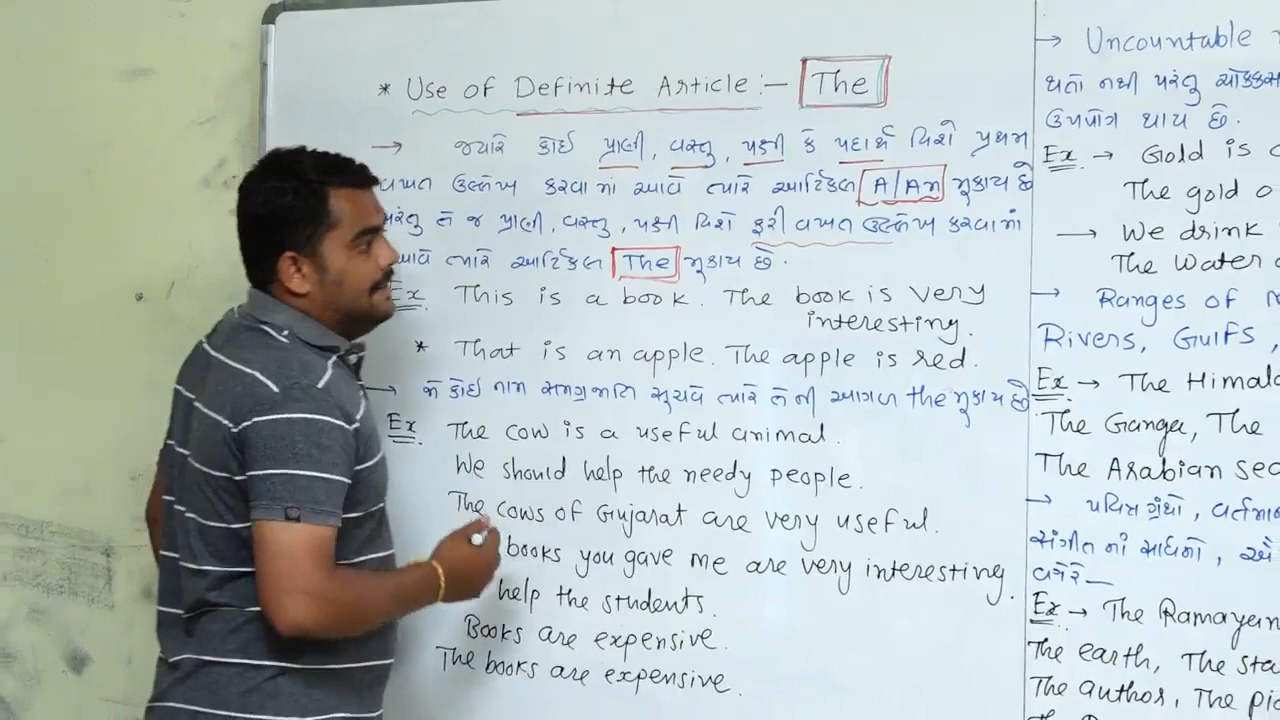 * Use of Definite Article :- The
→ જ્યારે કોઈ પ્રાણી, વસ્તુ, પક્ષી કે પદાર્થ વિશે પ્રથમ
વખત ઉલ્લેખ કરવામાં આવે ત્યારે આર્ટિકલ A/An મૂકાય છે
પરંતુ તે જ પ્રાણી, વસ્તુ, પક્ષી વિશે ફરી વખત ઉલ્લેખ કરવામાં
આવે ત્યારે આર્ટિકલ The મૂકાય છે.
Ex This is a book. The book is very
interesting.
* That is an apple. The apple is red.
→ જે કોઈ નામ સમગ્રજાતિ સૂચવે ત્યારે તેની આગળ the મૂકાય છે
Ex. The cow is a useful animal.
We should help the needy people.
The cows of Gujarat are very useful.
books you gave me are very interesting.
help the students.
Books are expensive.
The books are expensive.
→ Uncountable
થતો નથી પરંતુ ચોક્કસ
ઉપયોગ થાય છે.
Ex → Gold is
The gold
→ We drink
The Water
→ Ranges of
Rivers, Gulfs,
Ex → The
The Ganga, The
The Arabian Sea
→ પવિત્ર ગ્રંથો,
સંગીતનાં સાધનો,
વગેરે—
Ex → The
The earth, The
The author, The